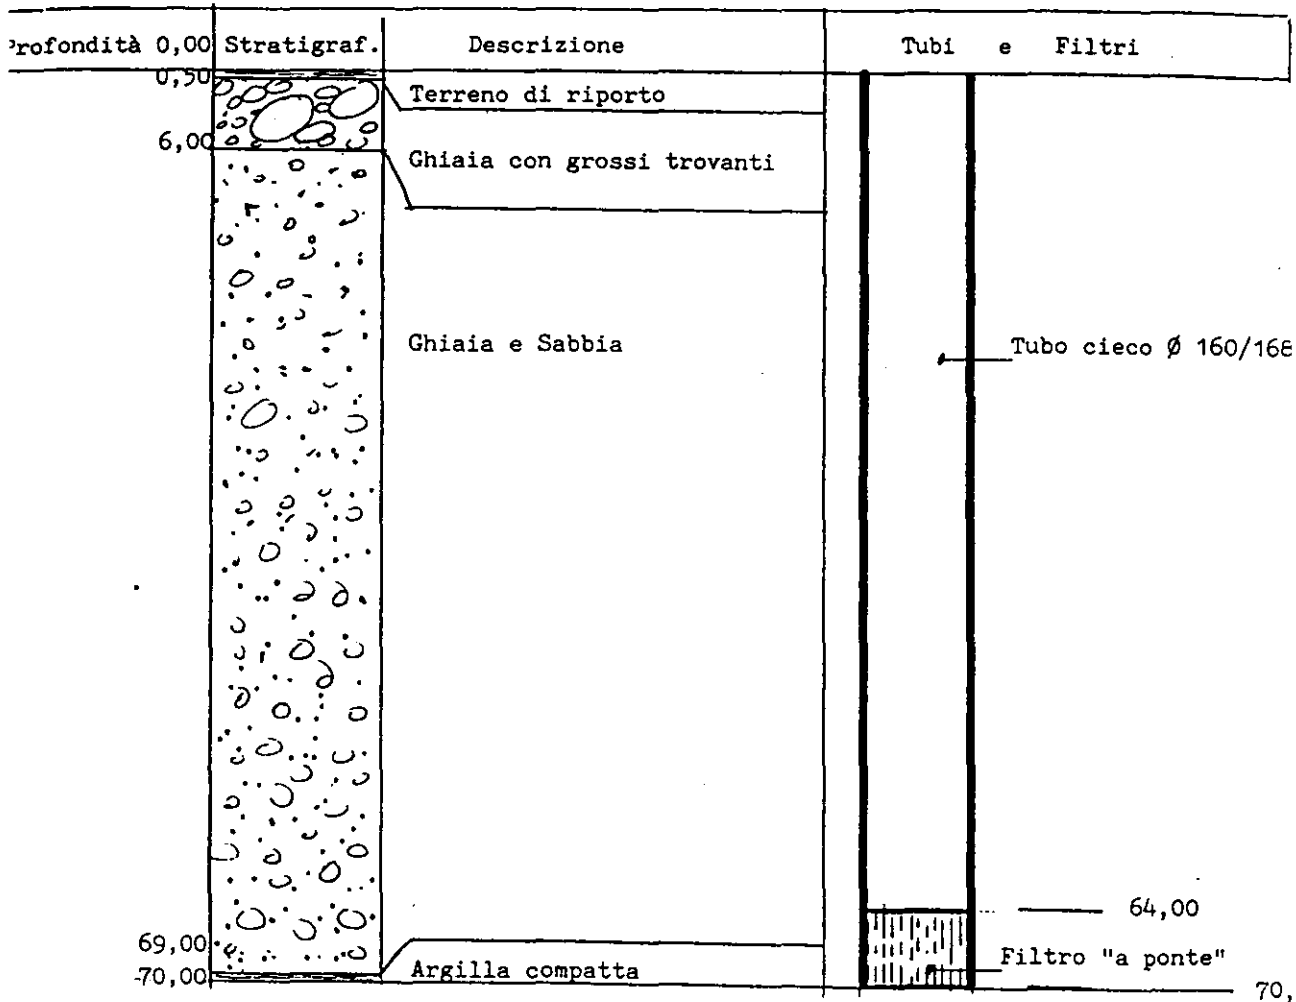 Profondità 0,00 Stratigraf. Descrizione Tubi e Filtri
0,50
Terreno di riporto
6,00
Ghiaia con grossi trovanti
Ghiaia e Sabbia
Tubo cieco Ø 160/168
64,00
69,00
Filtro "a ponte"
70,00
Argilla compatta
70,